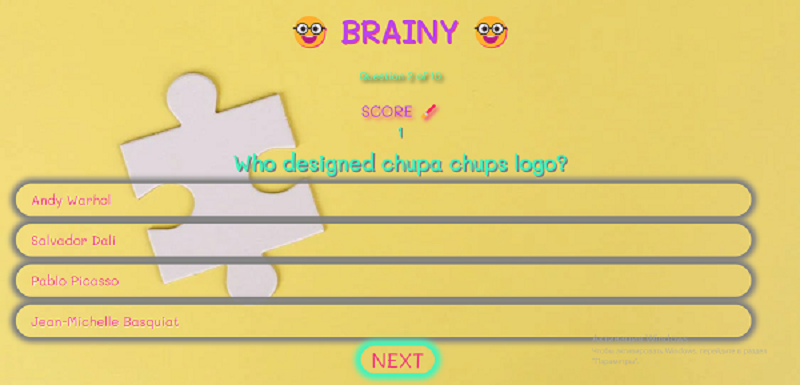 BRAINY
Question 2 of 10
SCORE
1
Who designed chupa chups logo?
Andy Warhol
Salvador Dali
Pablo Picasso
Jean-Michelle Basquiat
NEXT